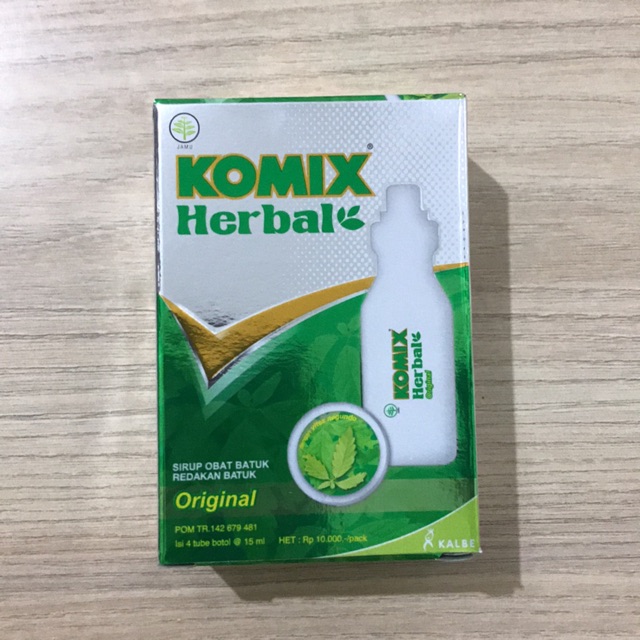 JAMU
KOMIX®
Herbal
KOMIX
Herbal
Original
SIRUP OBAT BATUK
REDAKAN BATUK
Original
POM TR.142 679 481
Isi 4 tube botol @ 15 ml
HET : Rp 10.000,-/pack
KALBE